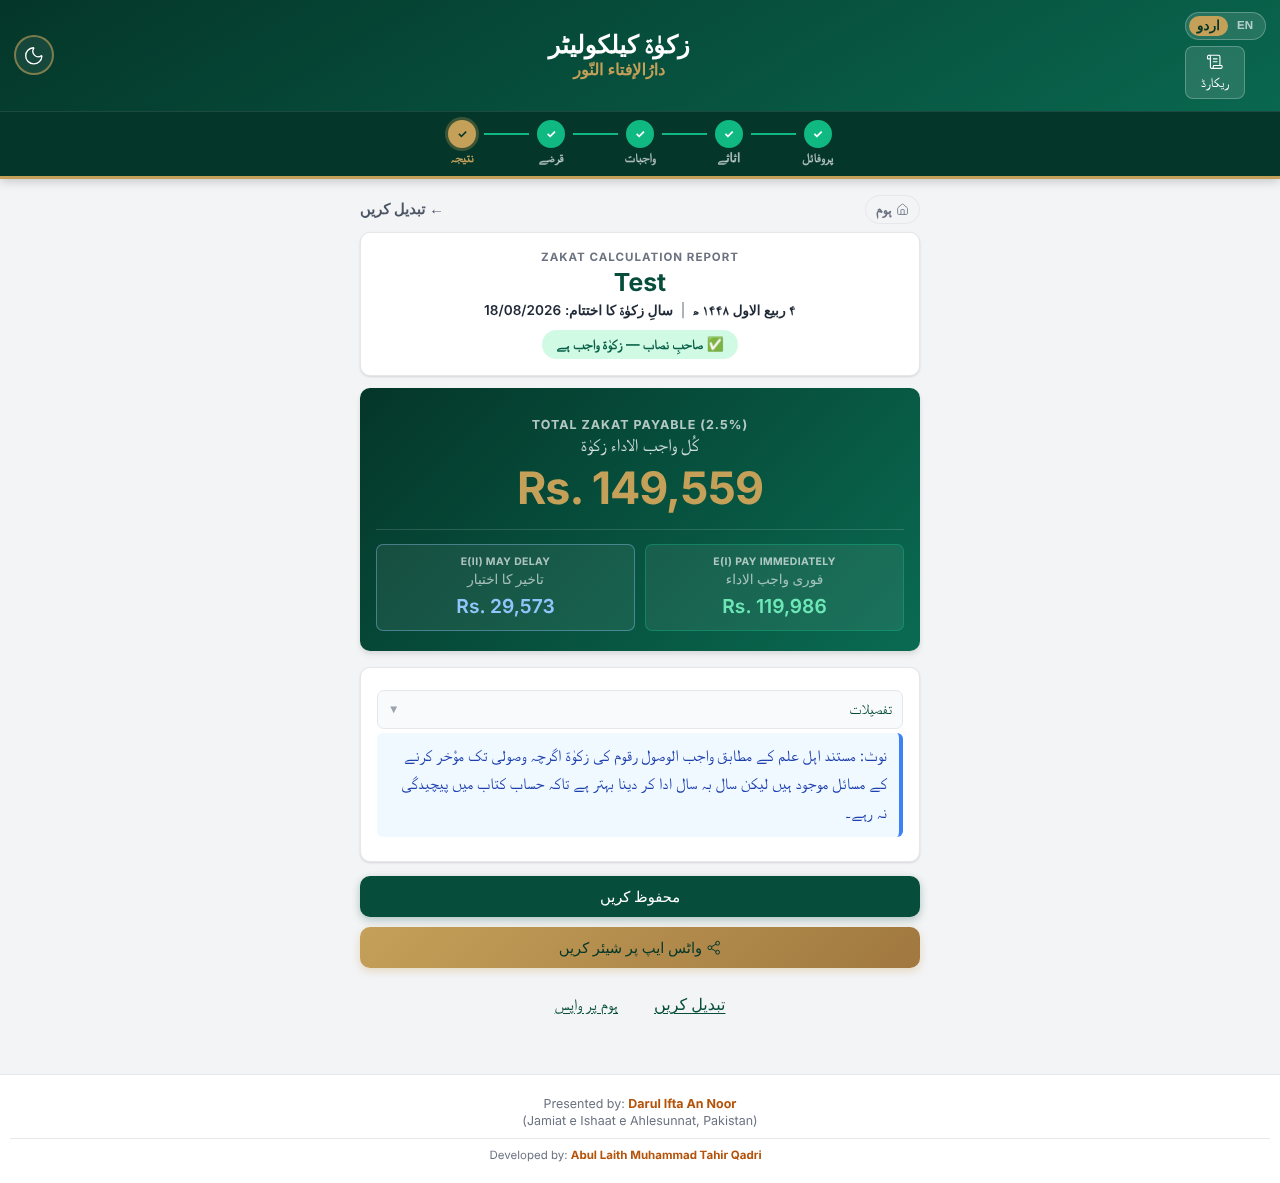 اردو EN
ریکارڈ
زکوٰۃ کیلکولیٹر
دارُالإفتاء النّور
پروفائل
اثاثے
واجبات
قرضے
نتیجہ
ہوم
← تبدیل کریں
ZAKAT CALCULATION REPORT
Test
۴ ربیع الاول ۱۴۴۸ ھ | سالِ زکوٰۃ کا اختتام: 18/08/2026
✅ صاحبِ نصاب — زکوٰۃ واجب ہے
TOTAL ZAKAT PAYABLE (2.5%)
کُل واجب الاداء زکوٰۃ
Rs. 149,559
E(I) PAY IMMEDIATELY
فوری واجب الاداء
Rs. 119,986
E(II) MAY DELAY
تاخیر کا اختیار
Rs. 29,573
تفصیلات ▼
نوٹ: مستند اہل علم کے مطابق واجب الوصول رقوم کی زکوٰۃ اگرچہ وصولی تک مؤخر کرنے
کے مسائل موجود ہیں لیکن سال بہ سال ادا کر دینا بہتر ہے تاکہ حساب کتاب میں پیچیدگی
نہ رہے۔
محفوظ کریں
واٹس ایپ پر شیئر کریں
تبدیل کریں
ہوم پر واپس
Presented by: Darul Ifta An Noor
(Jamiat e Ishaat e Ahlesunnat, Pakistan)
Developed by: Abul Laith Muhammad Tahir Qadri